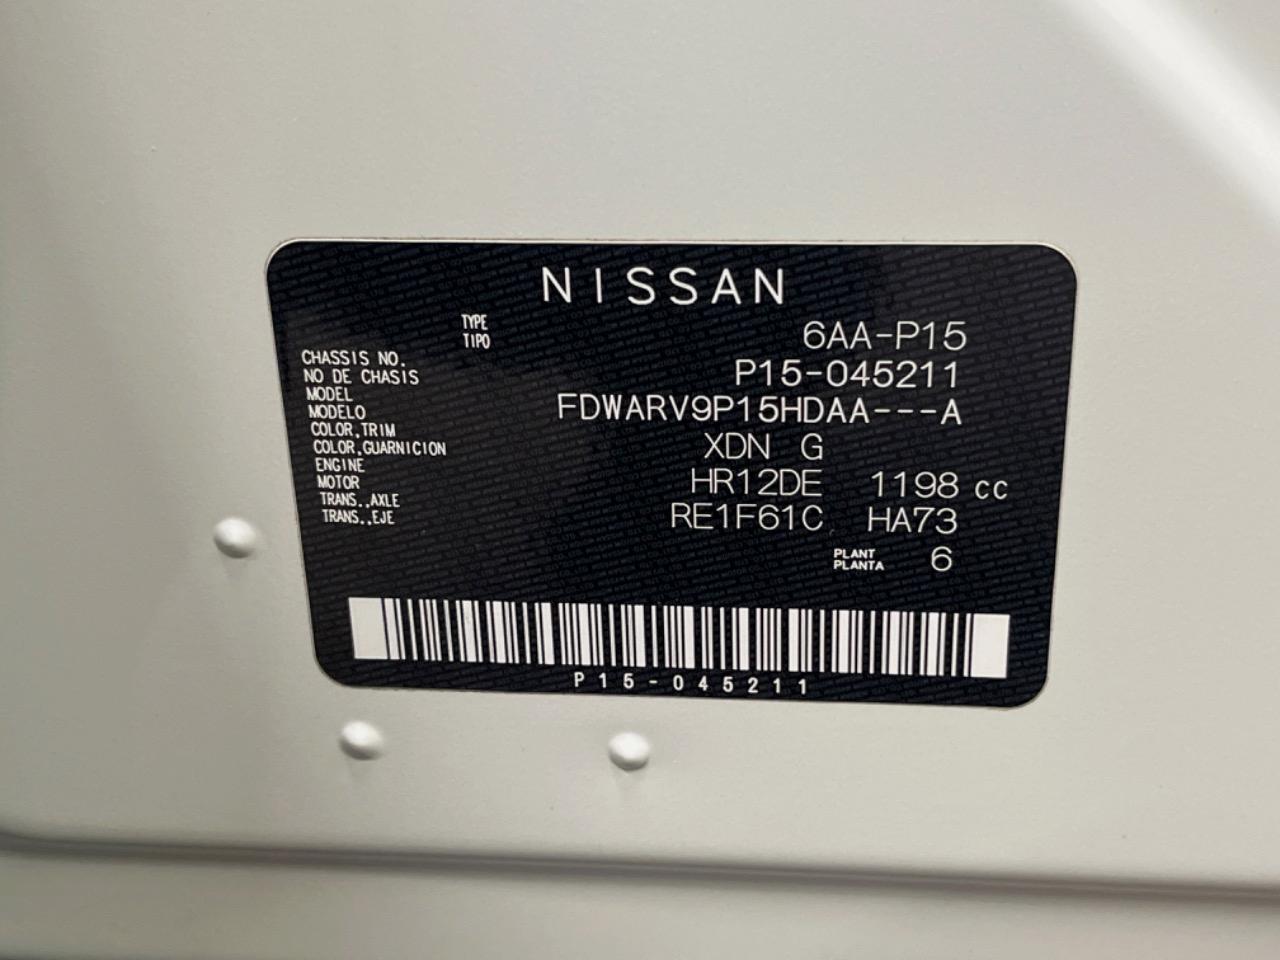 NISSAN
TYPE
TIPO
6AA-P15
CHASSIS NO.
NO DE CHASIS
P15-045211
MODEL
MODELO
FDWARV9P15HDAA---A
COLOR,TRIM
COLOR,GUARNICION
XDN G
ENGINE
MOTOR
HR12DE 1198 cc
TRANS.,AXLE
TRANS.,EJE
RE1F61C HA73
PLANT
PLANTA
6
P15-045211